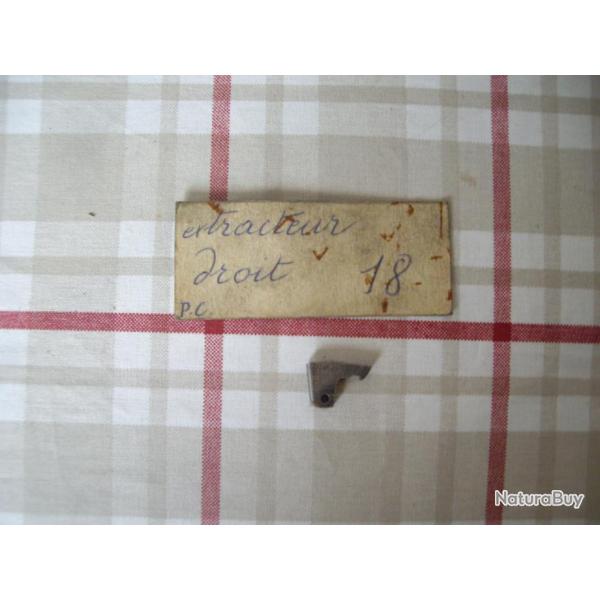 extracteur
droit 18
P.C.
NaturaBuy